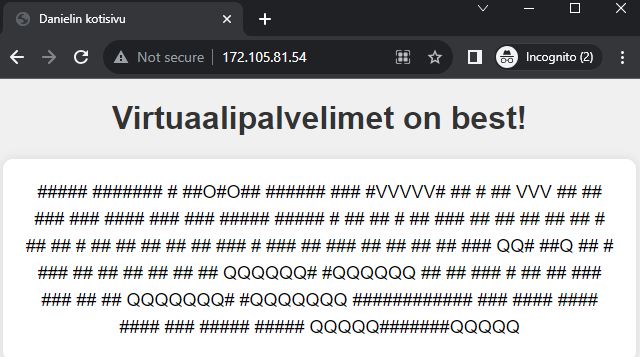 Danielin kotisivu
Not secure | 172.105.81.54
Incognito (2)
Virtuaalipalvelimet on best!
##### ####### # ##O#O## ###### ### #VVVVV# ## # ## VVV ## ##
### ### #### ### ### ##### ##### # ## ## # ## ### ## ## ## ## ## #
## ## # ## ## ## ## ## ### # ### ## ### ## ## ## ## ### QQ# ##Q ## #
### ## ## ## ## ## ## QQQQQQ# #QQQQQQ ## ## ### # ## ## ###
### ## ## QQQQQQQ# #QQQQQQQ ############ ### #### ####
#### ### ##### ##### QQQQQ#######QQQQQ